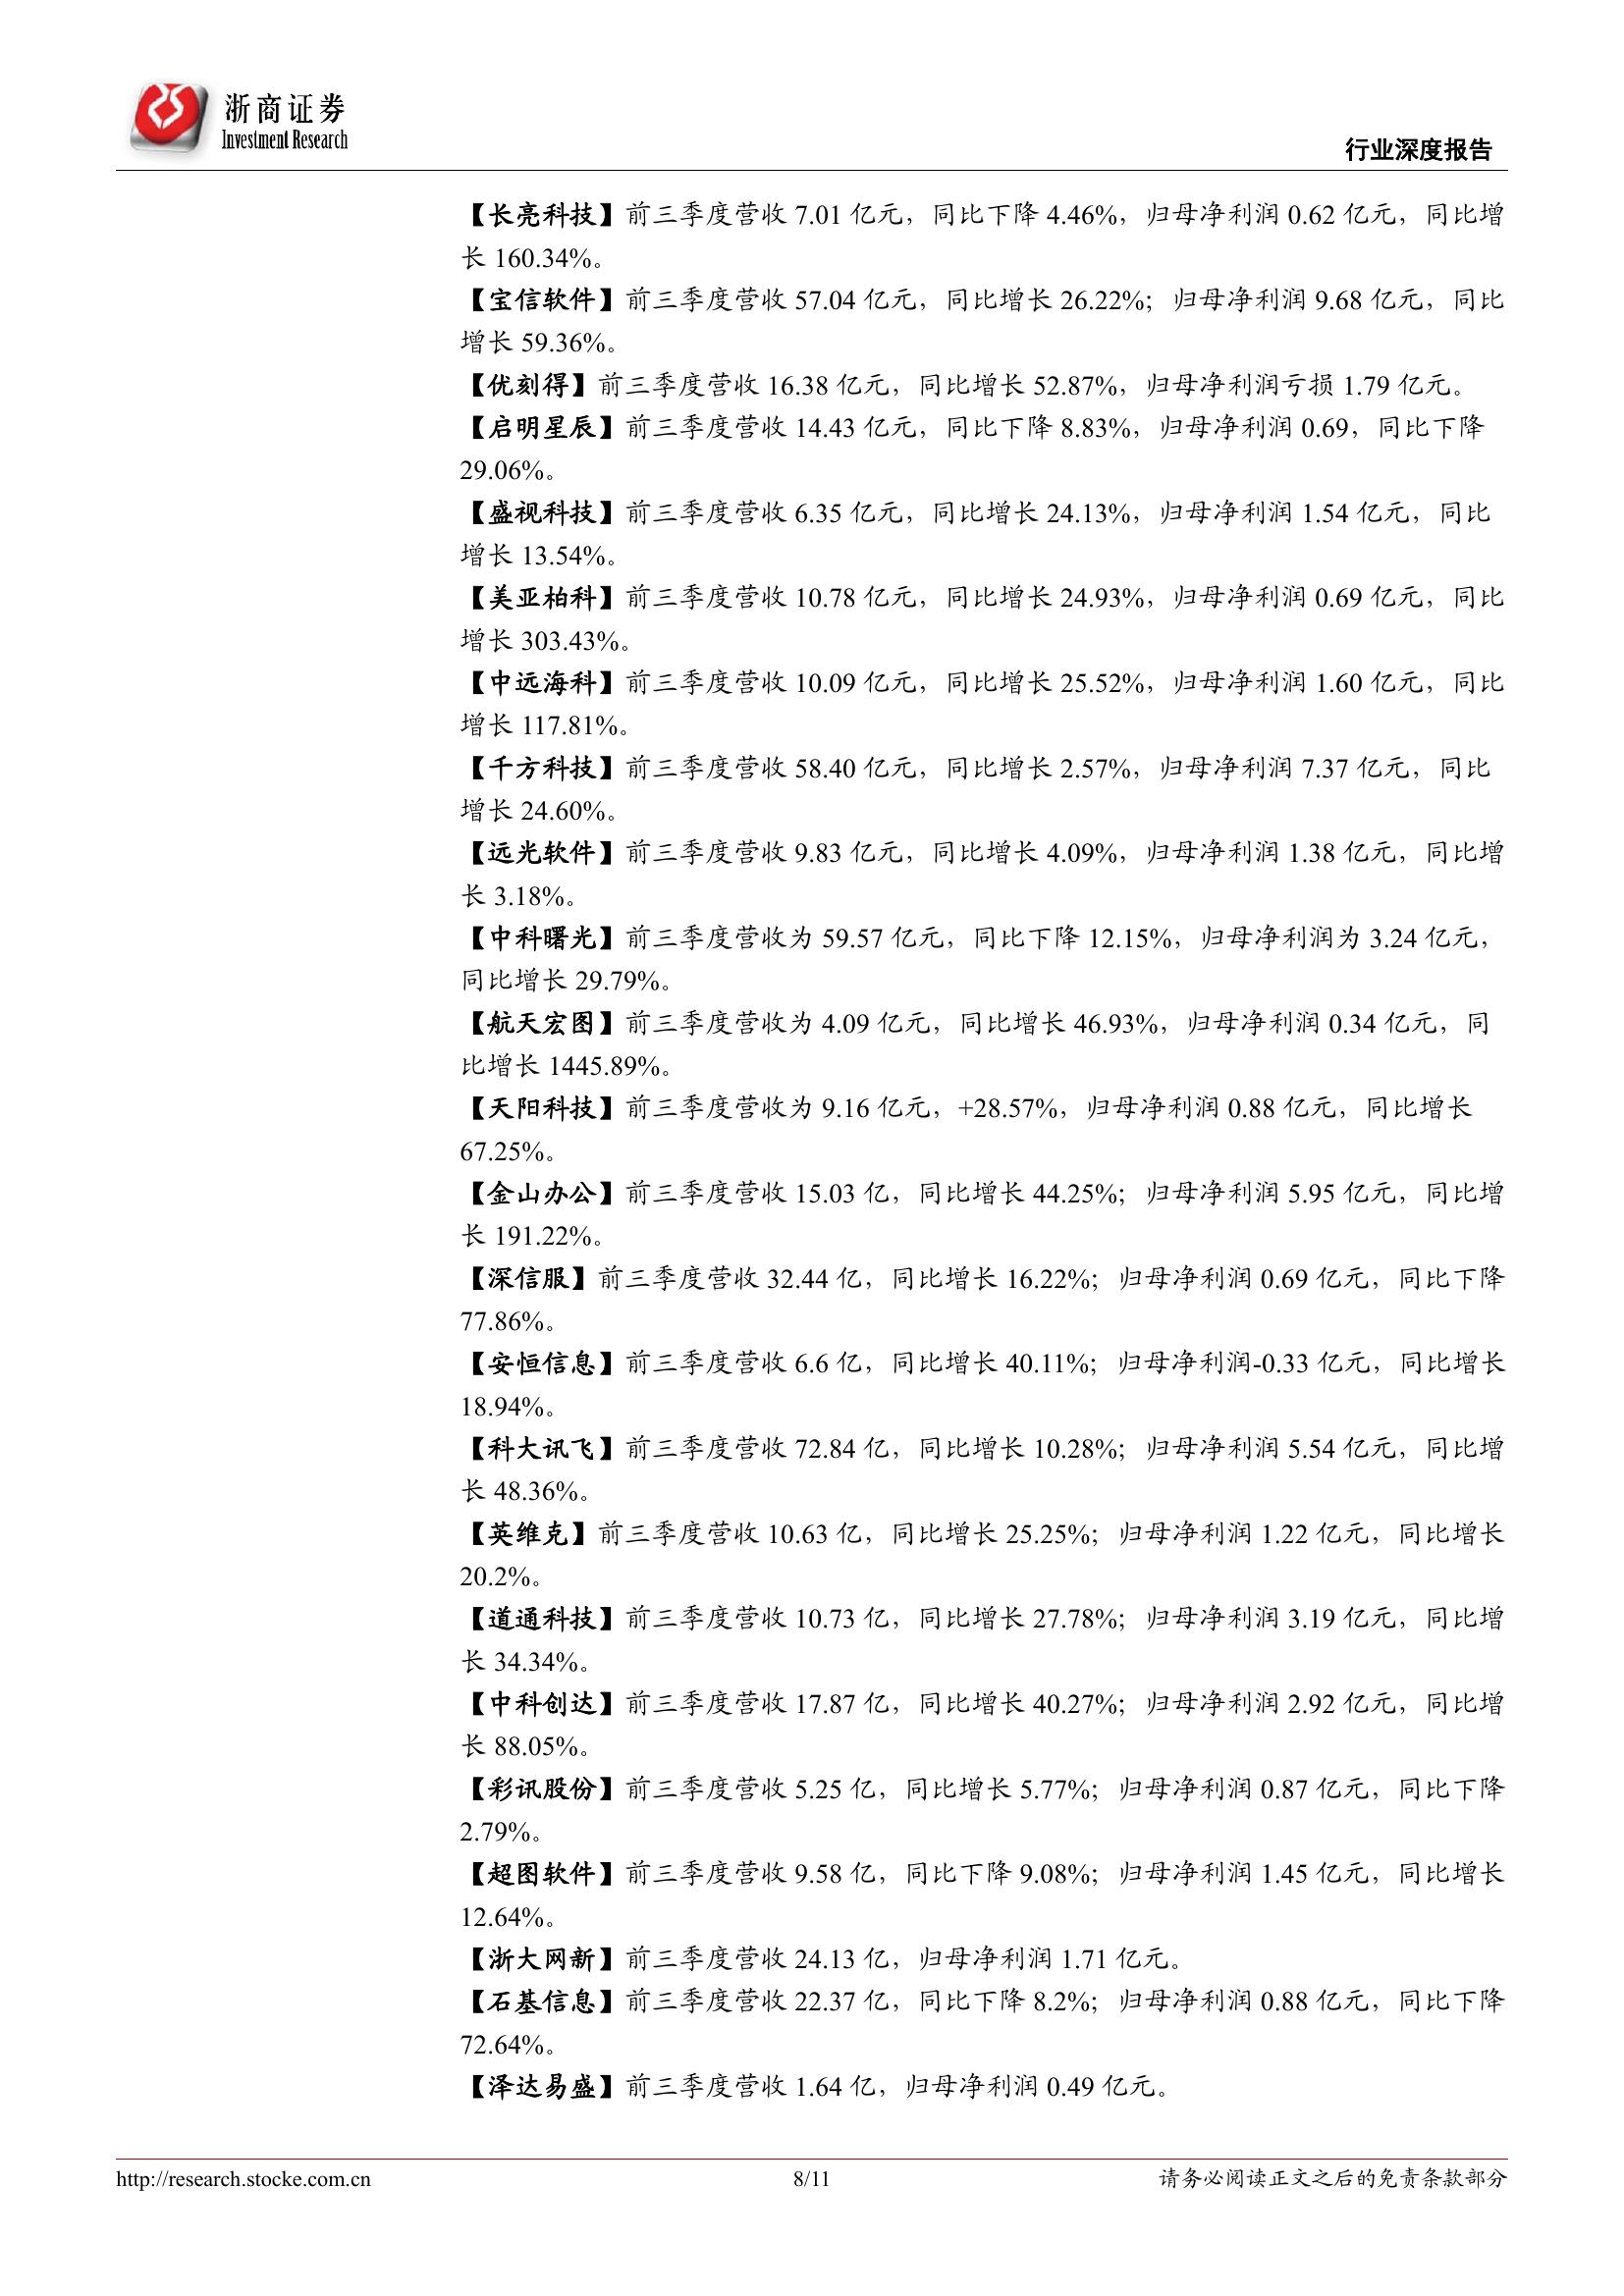 浙商证券
Investment Research
行业深度报告
【长亮科技】前三季度营收 7.01 亿元，同比下降 4.46%，归母净利润 0.62 亿元，同比增
长 160.34%。
【宝信软件】前三季度营收 57.04 亿元，同比增长 26.22%；归母净利润 9.68 亿元，同比
增长 59.36%。
【优刻得】前三季度营收 16.38 亿元，同比增长 52.87%，归母净利润亏损 1.79 亿元。
【启明星辰】前三季度营收 14.43 亿元，同比下降 8.83%，归母净利润 0.69，同比下降
29.06%。
【盛视科技】前三季度营收 6.35 亿元，同比增长 24.13%，归母净利润 1.54 亿元，同比
增长 13.54%。
【美亚柏科】前三季度营收 10.78 亿元，同比增长 24.93%，归母净利润 0.69 亿元，同比
增长 303.43%。
【中远海科】前三季度营收 10.09 亿元，同比增长 25.52%，归母净利润 1.60 亿元，同比
增长 117.81%。
【千方科技】前三季度营收 58.40 亿元，同比增长 2.57%，归母净利润 7.37 亿元，同比
增长 24.60%。
【远光软件】前三季度营收 9.83 亿元，同比增长 4.09%，归母净利润 1.38 亿元，同比增
长 3.18%。
【中科曙光】前三季度营收为 59.57 亿元，同比下降 12.15%，归母净利润为 3.24 亿元，
同比增长 29.79%。
【航天宏图】前三季度营收为 4.09 亿元，同比增长 46.93%，归母净利润 0.34 亿元，同
比增长 1445.89%。
【天阳科技】前三季度营收为 9.16 亿元，+28.57%，归母净利润 0.88 亿元，同比增长
67.25%。
【金山办公】前三季度营收 15.03 亿，同比增长 44.25%；归母净利润 5.95 亿元，同比增
长 191.22%。
【深信服】前三季度营收 32.44 亿，同比增长 16.22%；归母净利润 0.69 亿元，同比下降
77.86%。
【安恒信息】前三季度营收 6.6 亿，同比增长 40.11%；归母净利润-0.33 亿元，同比增长
18.94%。
【科大讯飞】前三季度营收 72.84 亿，同比增长 10.28%；归母净利润 5.54 亿元，同比增
长 48.36%。
【英维克】前三季度营收 10.63 亿，同比增长 25.25%；归母净利润 1.22 亿元，同比增长
20.2%。
【道通科技】前三季度营收 10.73 亿，同比增长 27.78%；归母净利润 3.19 亿元，同比增
长 34.34%。
【中科创达】前三季度营收 17.87 亿，同比增长 40.27%；归母净利润 2.92 亿元，同比增
长 88.05%。
【彩讯股份】前三季度营收 5.25 亿，同比增长 5.77%；归母净利润 0.87 亿元，同比下降
2.79%。
【超图软件】前三季度营收 9.58 亿，同比下降 9.08%；归母净利润 1.45 亿元，同比增长
12.64%。
【浙大网新】前三季度营收 24.13 亿，归母净利润 1.71 亿元。
【石基信息】前三季度营收 22.37 亿，同比下降 8.2%；归母净利润 0.88 亿元，同比下降
72.64%。
【泽达易盛】前三季度营收 1.64 亿，归母净利润 0.49 亿元。
http://research.stocke.com.cn
8/11
请务必阅读正文之后的免责条款部分